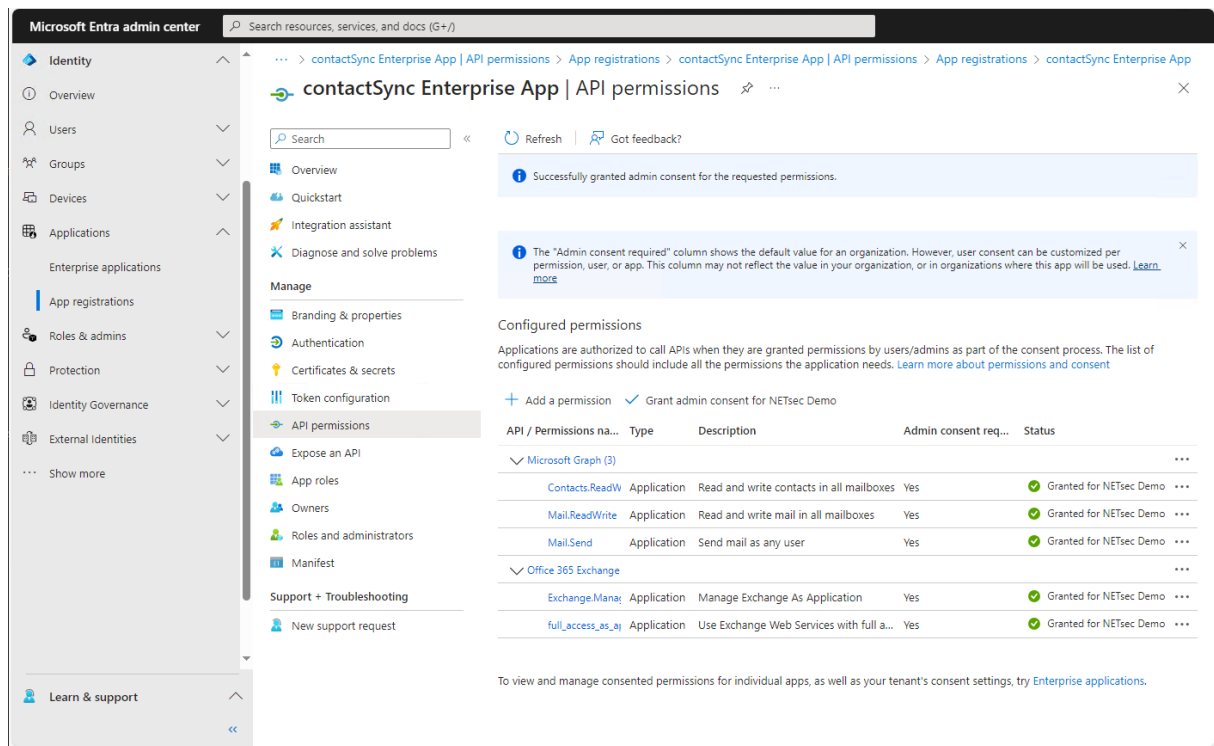 Microsoft Entra admin center
Search resources, services, and docs (G+/)
Identity
Overview
Users
Groups
Devices
Applications
Enterprise applications
App registrations
Roles & admins
Protection
Identity Governance
External Identities
··· Show more
Learn & support
«
··· > contactSync Enterprise App | API permissions > App registrations > contactSync Enterprise App | API permissions > App registrations > contactSync Enterprise App
contactSync Enterprise App | API permissions ···
Search «
Overview
Quickstart
Integration assistant
Diagnose and solve problems
Manage
Branding & properties
Authentication
Certificates & secrets
Token configuration
API permissions
Expose an API
App roles
Owners
Roles and administrators
Manifest
Support + Troubleshooting
New support request
Refresh | Got feedback?
Successfully granted admin consent for the requested permissions.
The "Admin consent required" column shows the default value for an organization. However, user consent can be customized per
permission, user, or app. This column may not reflect the value in your organization, or in organizations where this app will be used. Learn
more
Configured permissions
Applications are authorized to call APIs when they are granted permissions by users/admins as part of the consent process. The list of
configured permissions should include all the permissions the application needs. Learn more about permissions and consent
+ Add a permission ✓ Grant admin consent for NETsec Demo
API / Permissions na... Type Description Admin consent req... Status
Microsoft Graph (3) ···
Contacts.ReadW Application Read and write contacts in all mailboxes Yes Granted for NETsec Demo ···
Mail.ReadWrite Application Read and write mail in all mailboxes Yes Granted for NETsec Demo ···
Mail.Send Application Send mail as any user Yes Granted for NETsec Demo ···
Office 365 Exchange ···
Exchange.Manag Application Manage Exchange As Application Yes Granted for NETsec Demo ···
full_access_as_a Application Use Exchange Web Services with full a... Yes Granted for NETsec Demo ···
To view and manage consented permissions for individual apps, as well as your tenant's consent settings, try Enterprise applications.